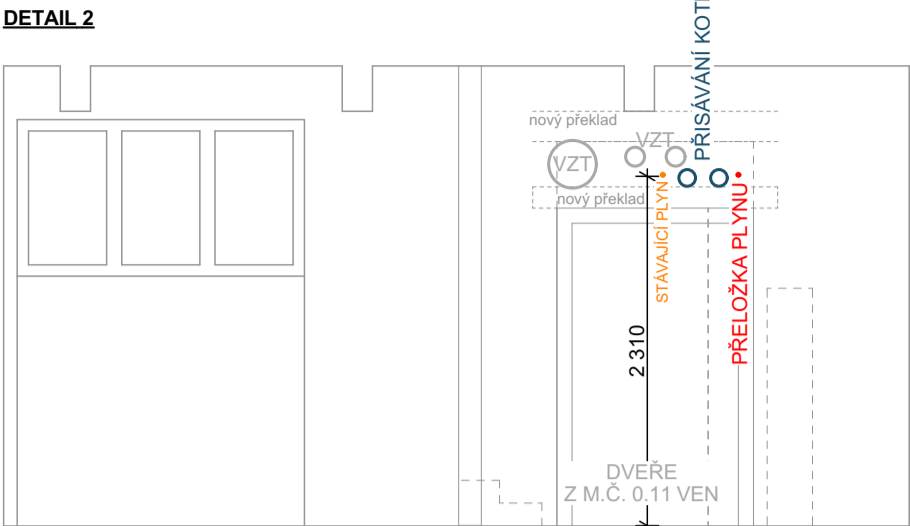 DETAIL 2
nový překlad
VZT
VZT
nový překlad
STÁVAJÍCÍ PLYN
PŘISÁVÁNÍ
PŘELOŽKA PLYNU
2 310
DVEŘE
Z M.Č. 0.11 VEN